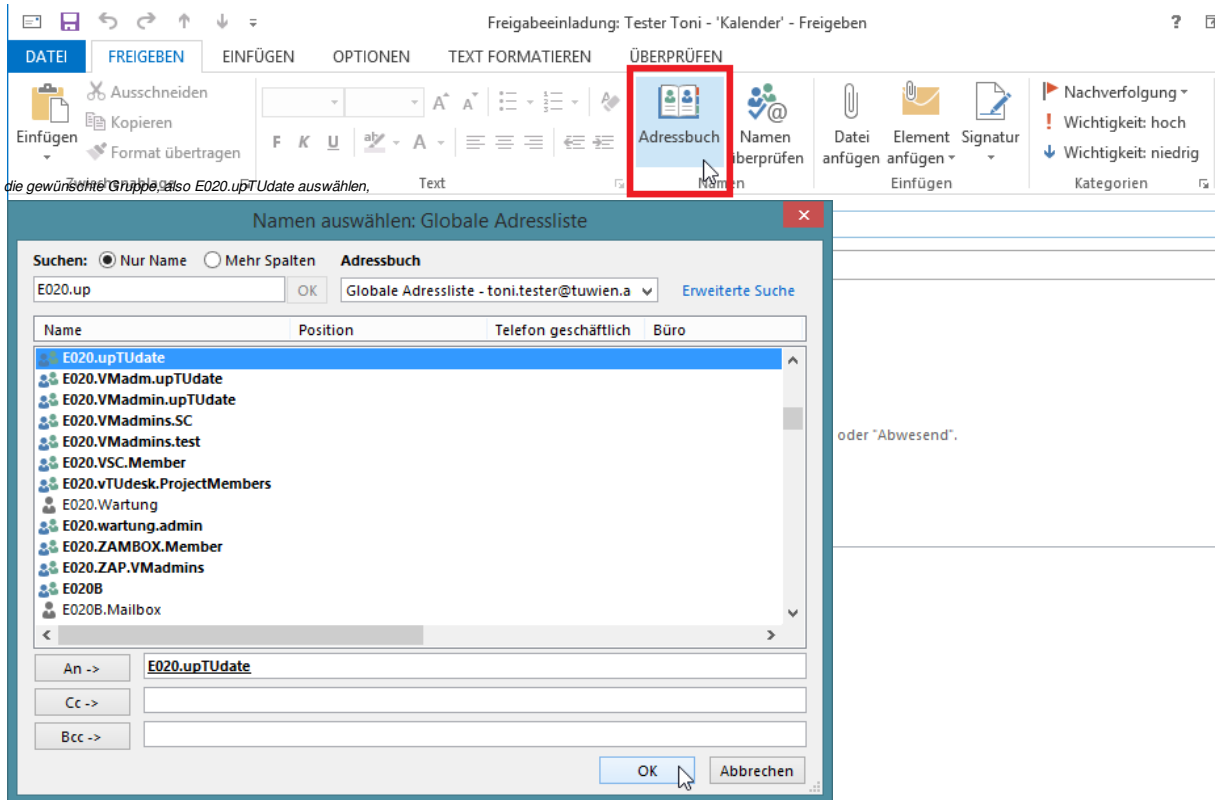 Freigabeeinladung: Tester Toni - 'Kalender' - Freigeben
?
DATEI FREIGEBEN EINFÜGEN OPTIONEN TEXT FORMATIEREN ÜBERPRÜFEN
Einfügen
Ausschneiden
Kopieren
Format übertragen
Zwischenablage
F K U
A A
aby A
Text
Adressbuch
Namen überprüfen
Namen
Datei anfügen
Element anfügen
Signatur
Einfügen
Nachverfolgung
Wichtigkeit: hoch
Wichtigkeit: niedrig
Kategorien
die gewünschte Gruppe, also E020.upTUdate auswählen,
Namen auswählen: Globale Adressliste
Suchen: Nur Name Mehr Spalten Adressbuch
E020.up OK Globale Adressliste - toni.tester@tuwien.a Erweiterte Suche
Name Position Telefon geschäftlich Büro
E020.upTUdate
E020.VMadm.upTUdate
E020.VMadmin.upTUdate
E020.VMadmins.SC
E020.VMadmins.test
E020.VSC.Member
E020.vTUdesk.ProjectMembers
E020.Wartung
E020.wartung.admin
E020.ZAMBOX.Member
E020.ZAP.VMadmins
E020B
E020B.Mailbox
An -> E020.upTUdate
Cc ->
Bcc ->
OK Abbrechen
oder "Abwesend".